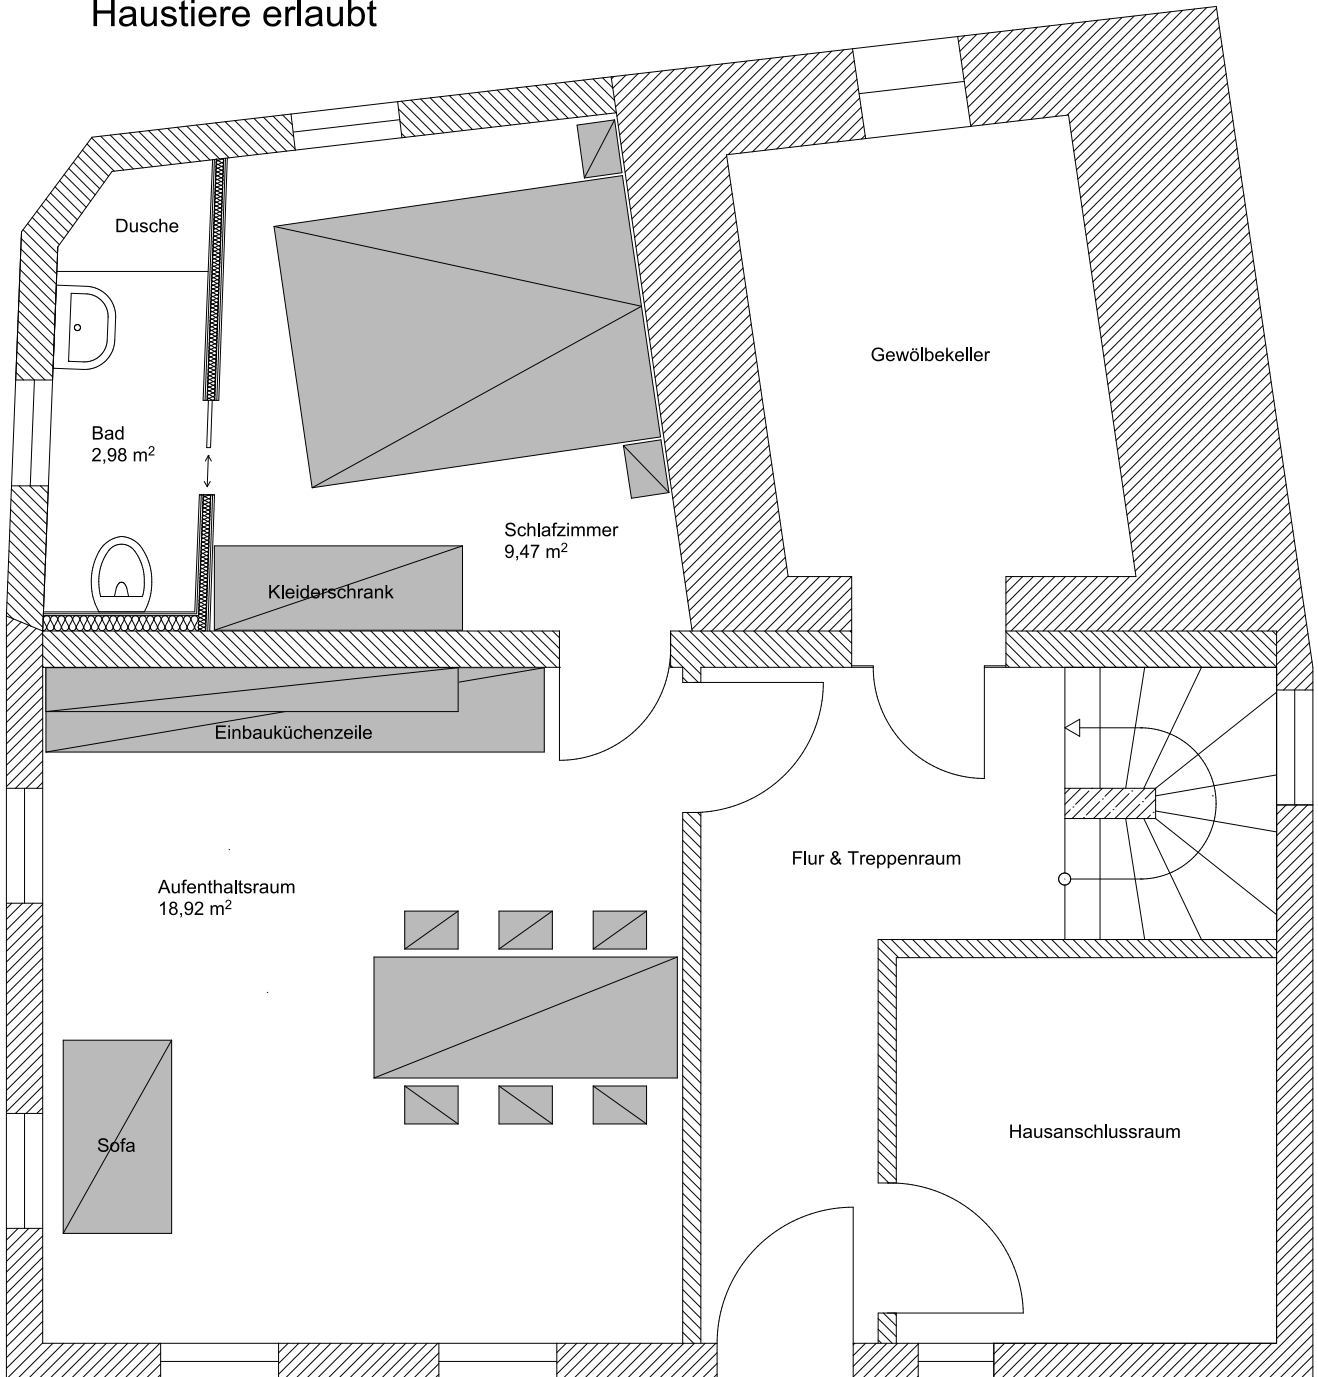 Haustiere erlaubt
Dusche
Gewölbekeller
Bad
2,98 m²
Schlafzimmer
9,47 m²
Kleiderschrank
Einbauküchenzeile
Flur & Treppenraum
Aufenthaltsraum
18,92 m²
Hausanschlussraum
Sofa